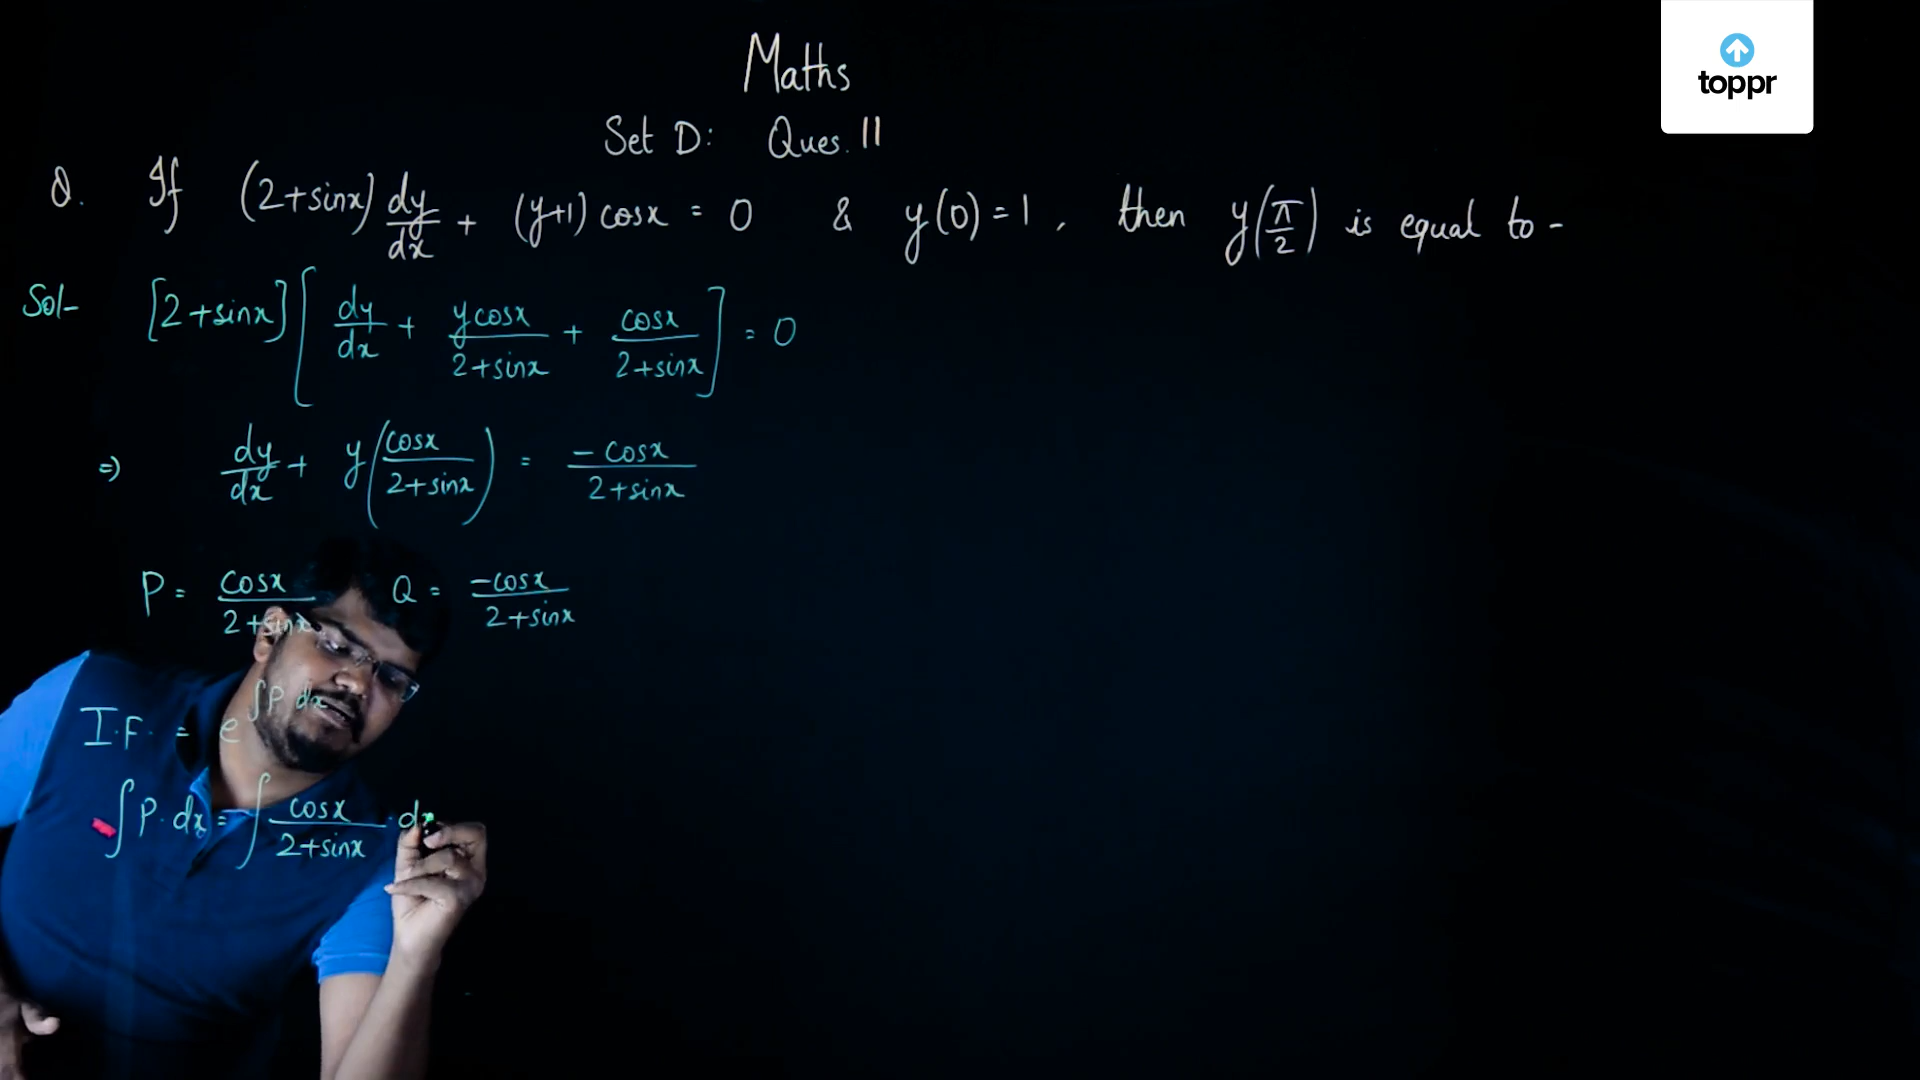 toppr
Maths
Set D: Ques. 11
Q. If (2+sinx) dy/dx + (y+1) cosx = 0 & y(0) = 1, then y(π/2) is equal to -
Sol- [2+sinx] [dy/dx + ycosx/2+sinx + cosx/2+sinx] = 0
⇒ dy/dx + y(cosx/2+sinx) = -cosx/2+sinx
P = cosx/2+sinx Q = -cosx/2+sinx
I.F. = e^∫P dx
∫P.dx = ∫cosx/2+sinx .dx